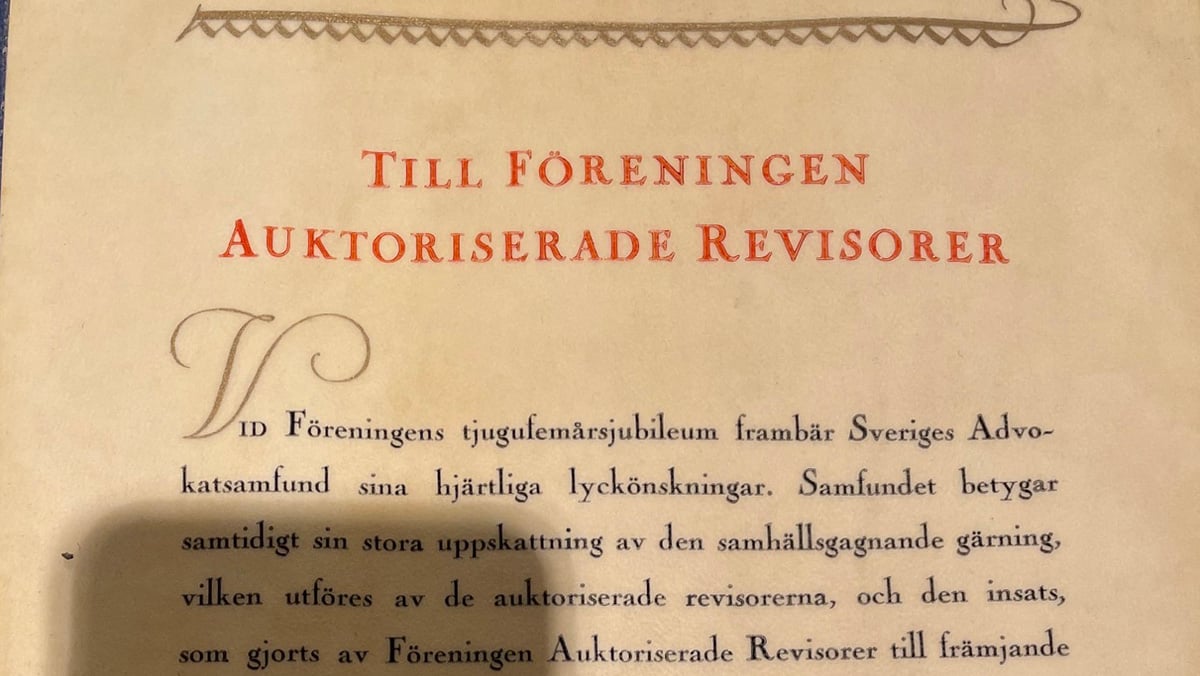 TILL FÖRENINGEN
AUKTORISERADE REVISORER
VID Föreningens tjugufemårsjubileum frambär Sveriges Advo-
katsamfund sina hjärtliga lyckönskningar. Samfundet betygar
samtidigt sin stora uppskattning av den samhällsgagnande gärning,
vilken utföres av de auktoriserade revisorerna, och den insats,
som gjorts av Föreningen Auktoriserade Revisorer till främjande